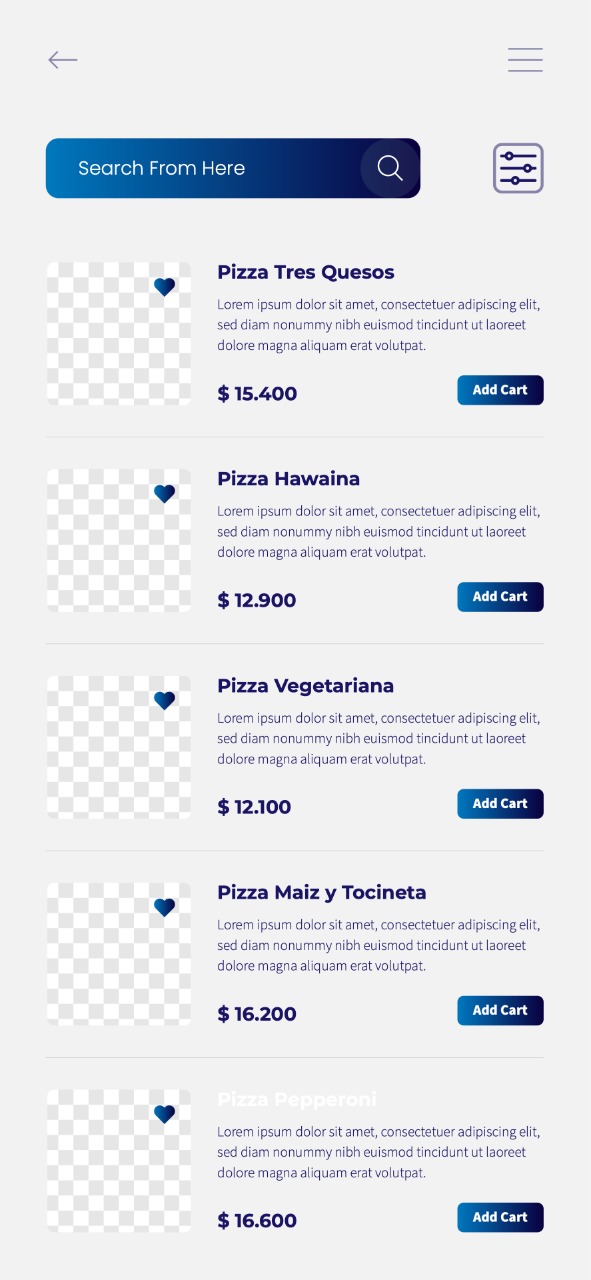 Search From Here
Pizza Tres Quesos
Lorem ipsum dolor sit amet, consectetuer adipiscing elit,
sed diam nonummy nibh euismod tincidunt ut laoreet
dolore magna aliquam erat volutpat.
$ 15.400
Add Cart
Pizza Hawaina
Lorem ipsum dolor sit amet, consectetuer adipiscing elit,
sed diam nonummy nibh euismod tincidunt ut laoreet
dolore magna aliquam erat volutpat.
$ 12.900
Add Cart
Pizza Vegetariana
Lorem ipsum dolor sit amet, consectetuer adipiscing elit,
sed diam nonummy nibh euismod tincidunt ut laoreet
dolore magna aliquam erat volutpat.
$ 12.100
Add Cart
Pizza Maiz y Tocineta
Lorem ipsum dolor sit amet, consectetuer adipiscing elit,
sed diam nonummy nibh euismod tincidunt ut laoreet
dolore magna aliquam erat volutpat.
$ 16.200
Add Cart
Pizza Pepperoni
Lorem ipsum dolor sit amet, consectetuer adipiscing elit,
sed diam nonummy nibh euismod tincidunt ut laoreet
dolore magna aliquam erat volutpat.
$ 16.600
Add Cart